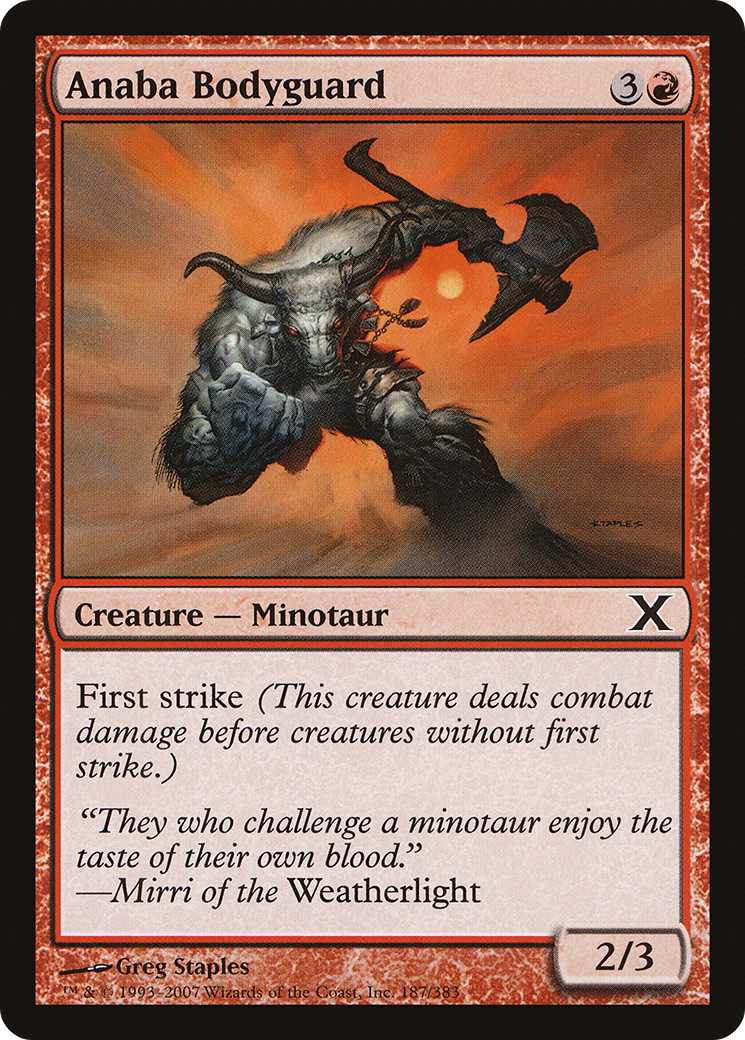 Anaba Bodyguard 3
STAPLES
Creature — Minotaur X
First strike (This creature deals combat
damage before creatures without first
strike.)
“They who challenge a minotaur enjoy the
taste of their own blood.”
—Mirri of the Weatherlight
2/3
Greg Staples
™ & © 1993–2007 Wizards of the Coast, Inc. 187/383